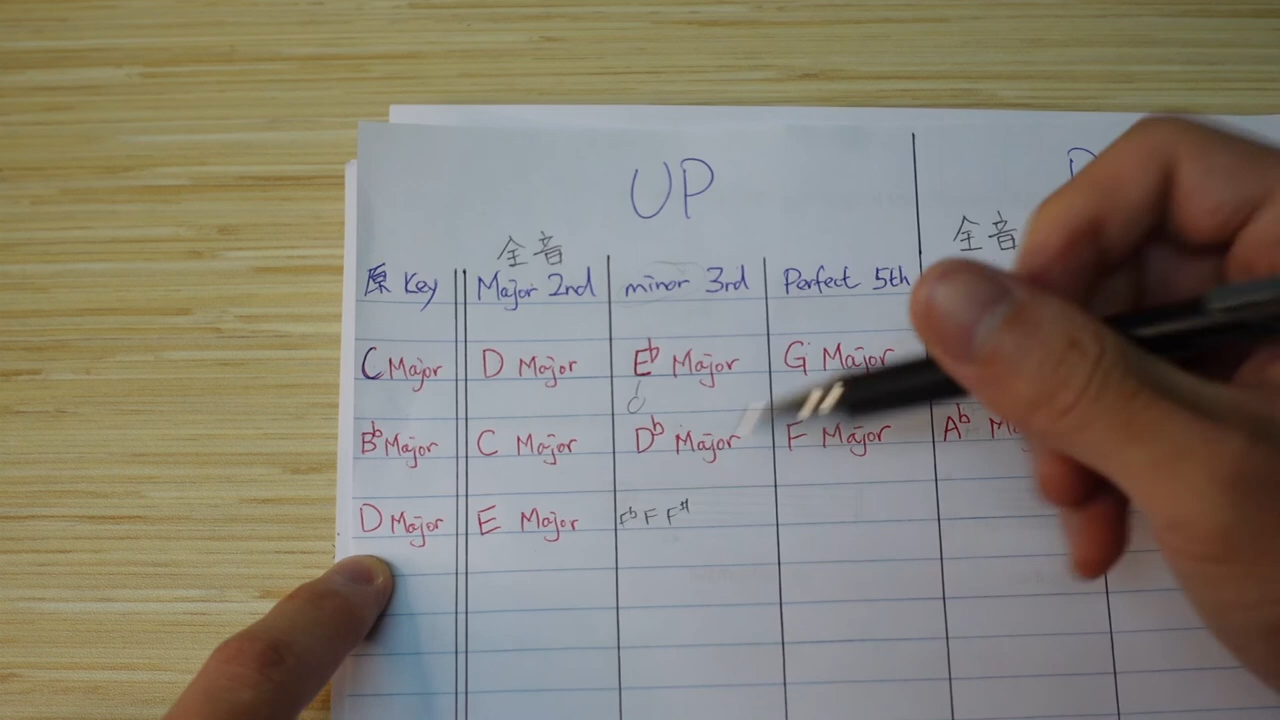 UP
全音 全音
原 Key Major 2nd minor 3rd Perfect 5th
C Major D Major E♭ Major G Major
B♭ Major C Major D♭ Major F Major A♭
D Major E Major F♭ F F#